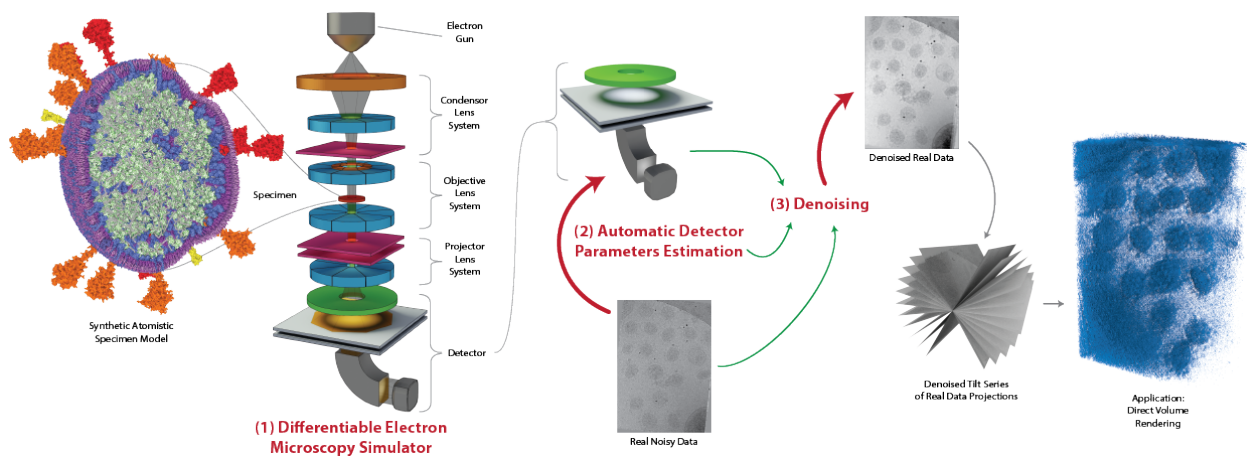 Electron
Gun
Condensor
Lens
System
Specimen
Objective
Lens
System
Projector
Lens
System
Detector
Synthetic Atomistic
Specimen Model
(1) Differentiable Electron
Microscopy Simulator
(2) Automatic Detector
Parameters Estimation
Real Noisy Data
(3) Denoising
Denoised Real Data
Denoised Tilt Series
of Real Data Projections
Application:
Direct Volume
Rendering